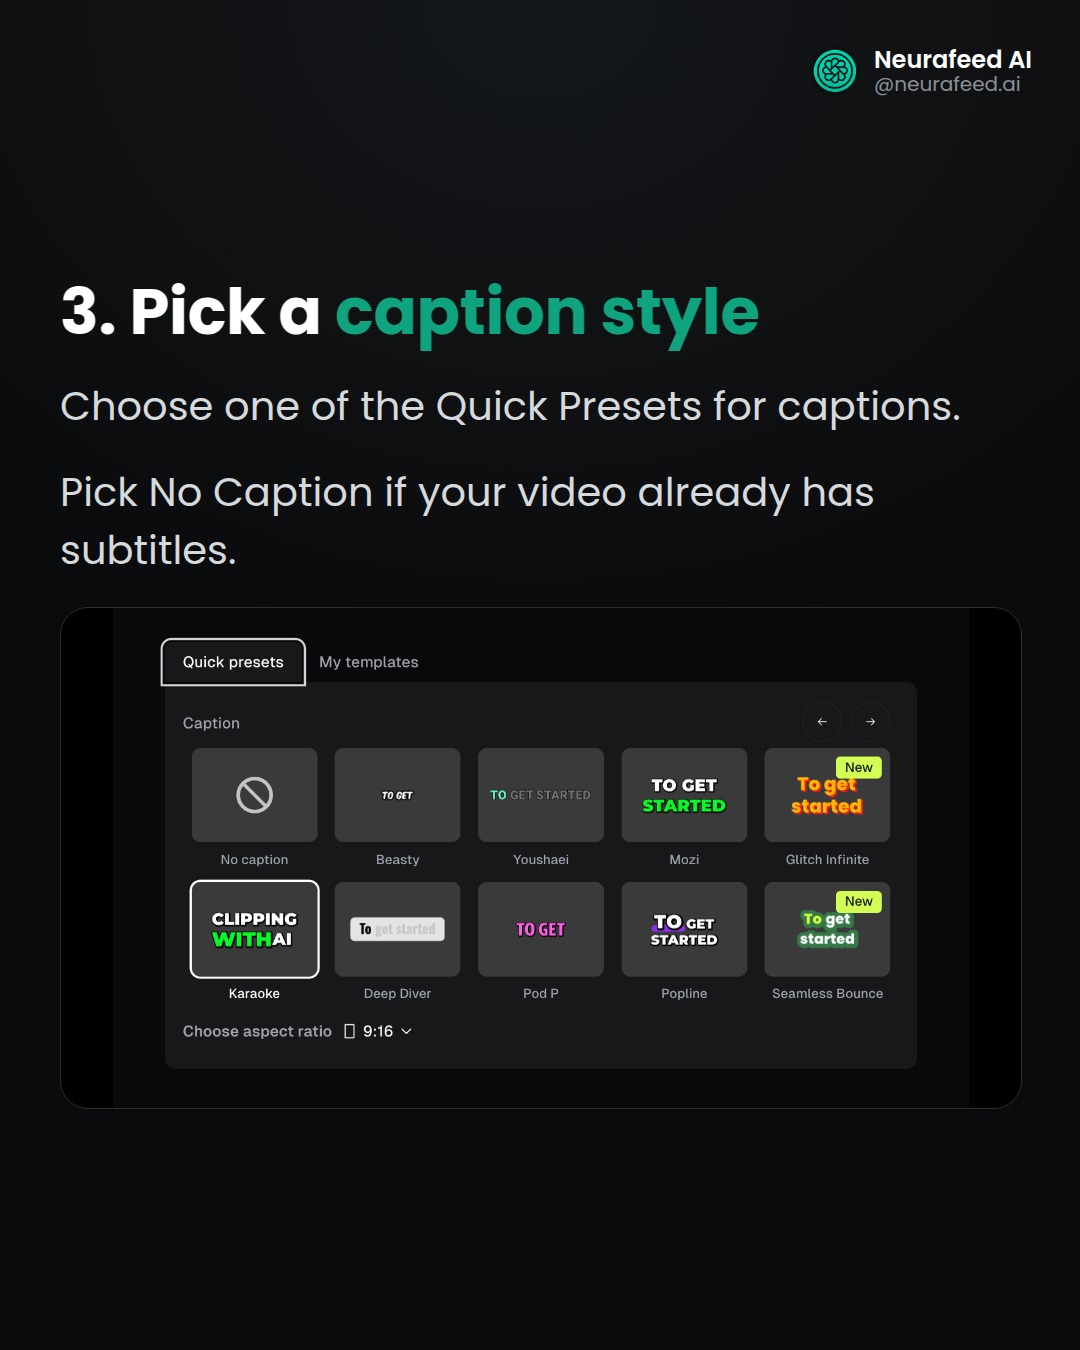 Neurafeed AI
@neurafeed.ai
3. Pick a caption style
Choose one of the Quick Presets for captions.
Pick No Caption if your video already has
subtitles.
Quick presets
My templates
Caption
← →
New
TO GET
TO GET STARTED
TO GET
STARTED
To get
started
No caption
Beasty
Youshaei
Mozi
Glitch Infinite
New
CLIPPING
WITH AI
To get started
TO GET
TO GET
STARTED
To get
started
Karaoke
Deep Diver
Pod P
Popline
Seamless Bounce
Choose aspect ratio 9:16